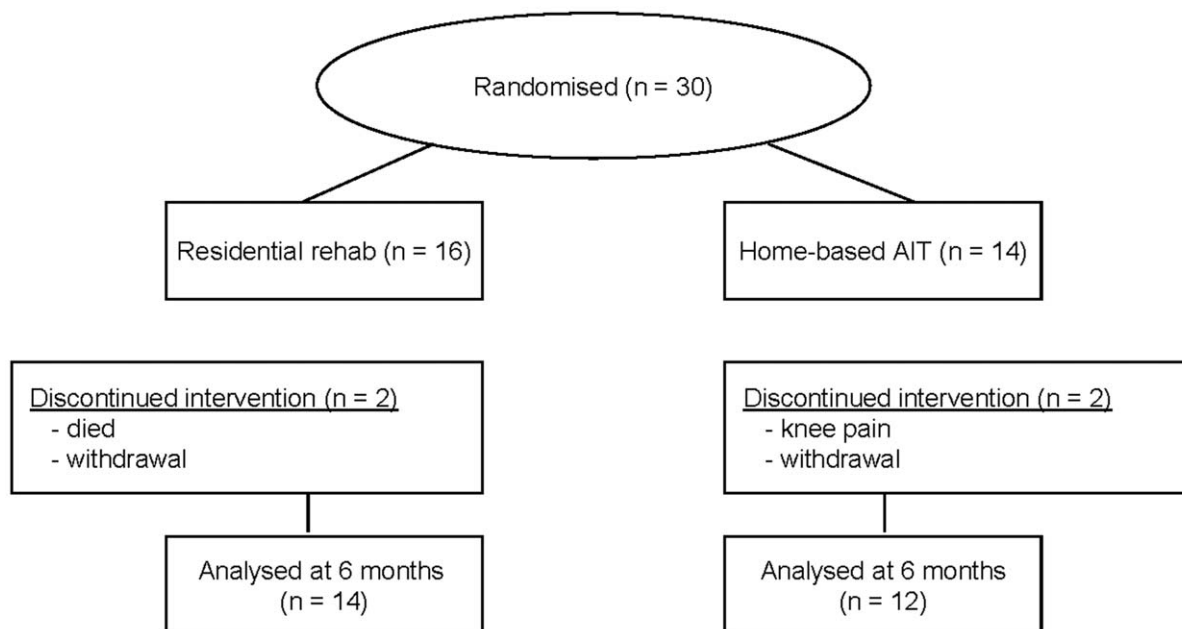 Randomised (n = 30)
Residential rehab (n = 16)
Home-based AIT (n = 14)
Discontinued intervention (n = 2)
- died
- withdrawal
Discontinued intervention (n = 2)
- knee pain
- withdrawal
Analysed at 6 months
(n = 14)
Analysed at 6 months
(n = 12)